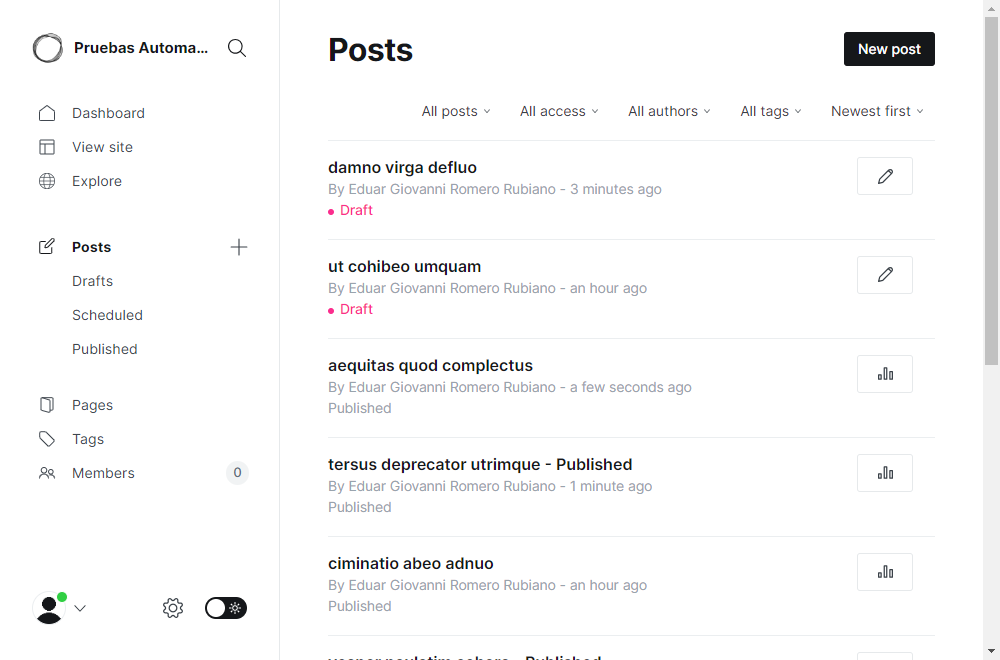 Pruebas Automa...
Dashboard
View site
Explore
Posts
Drafts
Scheduled
Published
Pages
Tags
Members
0
Posts
New post
All posts
All access
All authors
All tags
Newest first
damno virga defluo
By Eduar Giovanni Romero Rubiano - 3 minutes ago
Draft
ut cohibeo umquam
By Eduar Giovanni Romero Rubiano - an hour ago
Draft
aequitas quod complectus
By Eduar Giovanni Romero Rubiano - a few seconds ago
Published
tersus deprecator utrimque - Published
By Eduar Giovanni Romero Rubiano - 1 minute ago
Published
ciminatio abeo adnuo
By Eduar Giovanni Romero Rubiano - an hour ago
Published
- Published